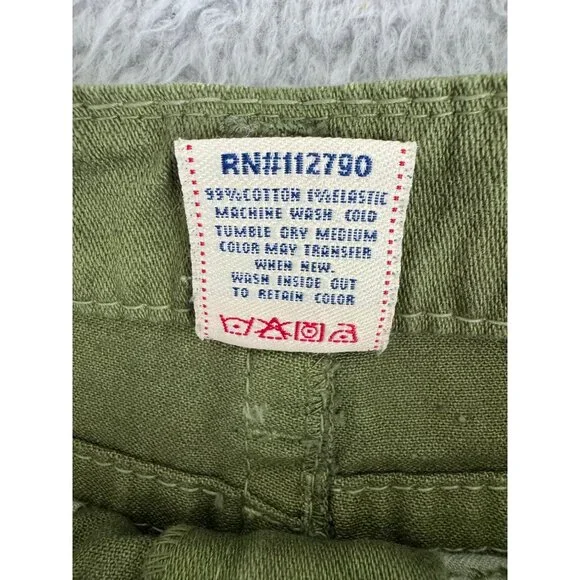 RN#112790
99%COTTON 1%ELASTIC
MACHINE WASH COLD
TUMBLE DRY MEDIUM
COLOR MAY TRANSFER
WHEN NEW.
WASH INSIDE OUT
TO RETAIN COLOR